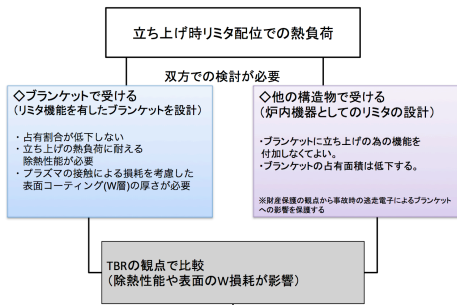 立ち上げ時リミタ配位での熱負荷
双方での検討が必要
◇ブランケットで受ける
(リミタ機能を有したブランケットを設計)
・占有割合が低下しない
・立ち上げの熱負荷に耐える
除熱性能が必要
・プラズマの接触による損耗を考慮した
表面コーティング(W層)の厚さが必要
◇他の構造物で受ける
(炉内機器としてのリミタの設計)
・ブランケットに立ち上げの為の機能を
付加しなくてよい。
・ブランケットの占有面積は低下する。
※財産保護の観点から事故時の逃走電子によるブランケット
への影響を保護する
TBRの観点で比較
(除熱性能や表面のW損耗が影響)